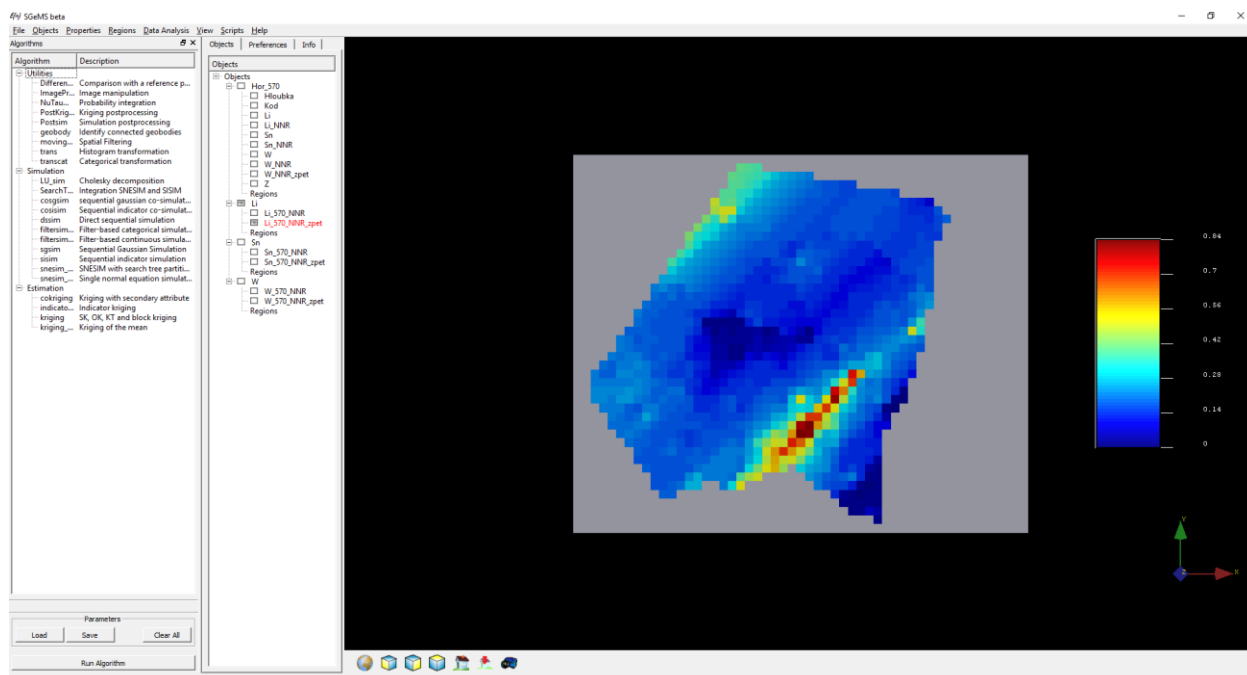 SGeMS beta
File Objects Properties Regions Data Analysis View Scripts Help
Algorithms
Algorithm Description
Utilities
Differen... Comparison with a reference p...
ImagePr... Image manipulation
NuTau... Probability integration
PostKrig... Kriging postprocessing
Postsim Simulation postprocessing
geobody Identify connected geobodies
moving... Spatial Filtering
trans Histogram transformation
transcat Categorical transformation
Simulation
LU_sim Cholesky decomposition
SearchT... Integration SNESIM and SISIM
cosgsim sequential gaussian co-simulat...
cosisim Sequential indicator co-simulat...
dssim Direct sequential simulation
filtersim... Filter-based categorical simulat...
filtersim... Filter-based continuous simula...
sgsim Sequential Gaussian Simulation
sisim Sequential indicator simulation
snesim_... SNESIM with search tree partiti...
snesim_... Single normal equation simulat...
Estimation
cokriging Kriging with secondary attribute
indicato... Indicator kriging
kriging SK, OK, KT and block kriging
kriging_... Kriging of the mean
Parameters
Load Save Clear All
Run Algorithm
Objects Preferences Info
Objects
Objects
Hor_570
Hloubka
Kod
Li
Li_NNR
Sn
Sn_NNR
W
W_NNR
W_NNR_zpet
Z
Regions
Li
Li_570_NNR
Li_570_NNR_zpet
Regions
Sn
Sn_570_NNR
Sn_570_NNR_zpet
Regions
W
W_570_NNR
W_570_NNR_zpet
Regions
0.84
0.7
0.56
0.42
0.28
0.14
0
Y
Z X